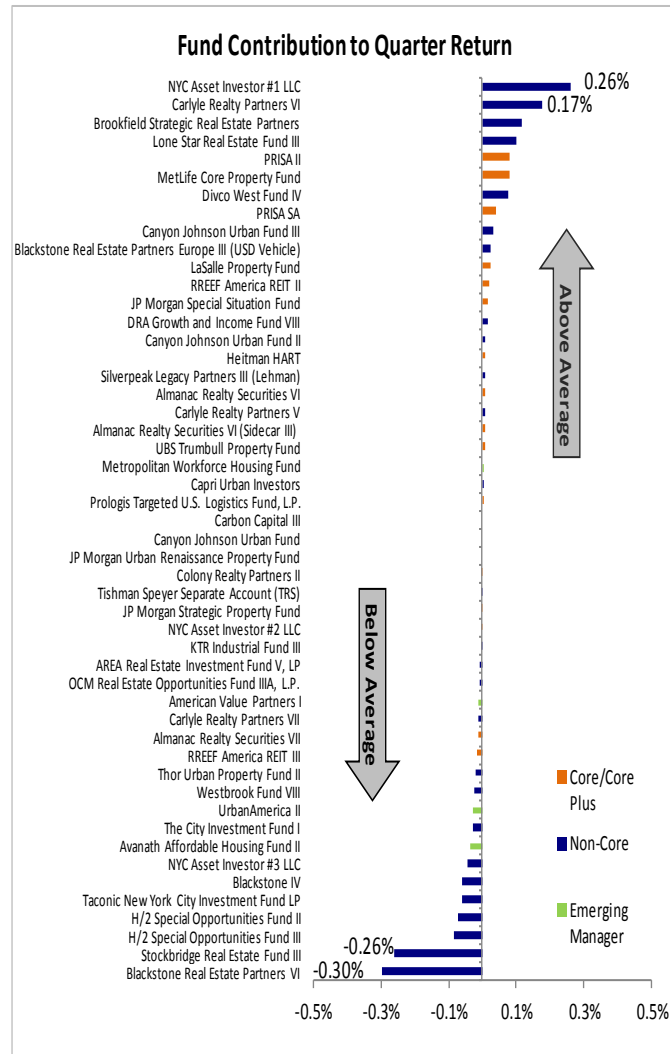 Fund Contribution to Quarter Return
NYC Asset Investor #1 LLC
0.26%
Carlyle Realty Partners VI
0.17%
Brookfield Strategic Real Estate Partners
Lone Star Real Estate Fund III
PRISA II
MetLife Core Property Fund
Divco West Fund IV
PRISA SA
Canyon Johnson Urban Fund III
Blackstone Real Estate Partners Europe III (USD Vehicle)
LaSalle Property Fund
RREEF America REIT II
JP Morgan Special Situation Fund
DRA Growth and Income Fund VIII
Canyon Johnson Urban Fund II
Heitman HART
Silverpeak Legacy Partners III (Lehman)
Almanac Realty Securities VI
Carlyle Realty Partners V
Almanac Realty Securities VI (Sidecar III)
UBS Trumbull Property Fund
Metropolitan Workforce Housing Fund
Capri Urban Investors
Prologis Targeted U.S. Logistics Fund, L.P.
Carbon Capital III
Canyon Johnson Urban Fund
JP Morgan Urban Renaissance Property Fund
Colony Realty Partners II
Tishman Speyer Separate Account (TRS)
JP Morgan Strategic Property Fund
NYC Asset Investor #2 LLC
KTR Industrial Fund III
AREA Real Estate Investment Fund V, LP
OCM Real Estate Opportunities Fund IIIA, L.P.
American Value Partners I
Carlyle Realty Partners VII
Almanac Realty Securities VII
RREEF America REIT III
Thor Urban Property Fund II
Westbrook Fund VIII
UrbanAmerica II
The City Investment Fund I
Avanath Affordable Housing Fund II
NYC Asset Investor #3 LLC
Blackstone IV
Taconic New York City Investment Fund LP
H/2 Special Opportunities Fund II
H/2 Special Opportunities Fund III
Stockbridge Real Estate Fund III
-0.26%
Blackstone Real Estate Partners VI
-0.30%
Above Average
Below Average
Core/Core
Plus
Non-Core
Emerging
Manager
-0.5%
-0.3%
-0.1%
0.1%
0.3%
0.5%